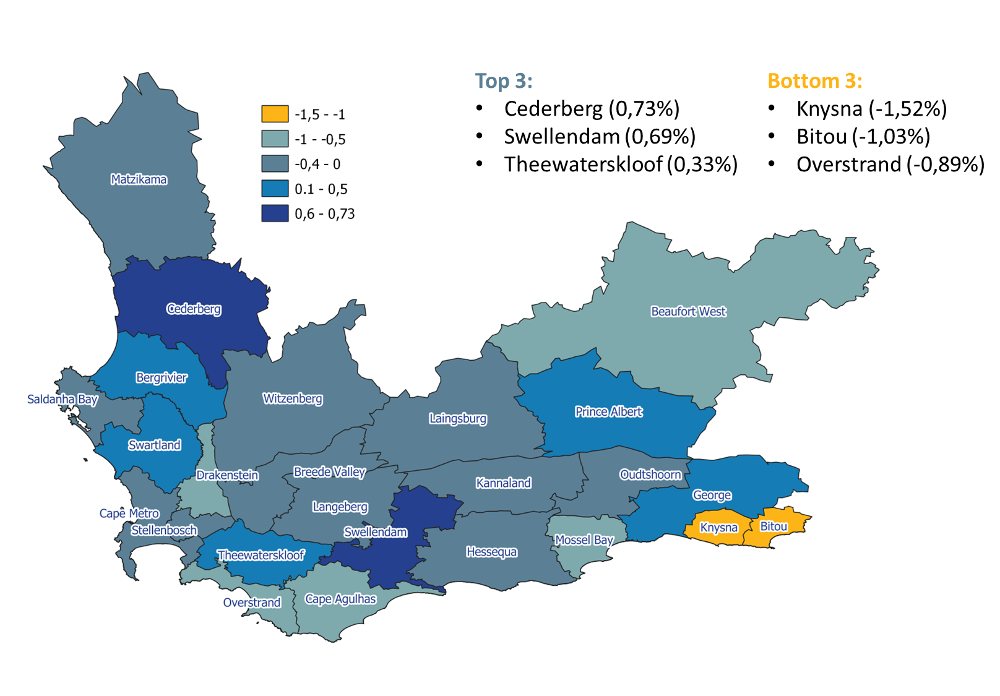 Top 3:
• Cederberg (0,73%)
• Swellendam (0,69%)
• Theewaterskloof (0,33%)
Bottom 3:
• Knysna (-1,52%)
• Bitou (-1,03%)
• Overstrand (-0,89%)
-1,5 - -1
-1 - -0,5
-0,4 - 0
0.1 - 0,5
0,6 - 0,73
Matzikama
Cederberg
Beaufort West
Bergrivier
Saldanha Bay
Witzenberg
Laingsburg
Prince Albert
Swartland
Drakenstein
Breede Valley
Kannaland
Oudtshoorn
George
Langeberg
Cape Metro
Stellenbosch
Swellendam
Knysna
Bitou
Mossel Bay
Hessequa
Theewaterskloof
Overstrand
Cape Agulhas